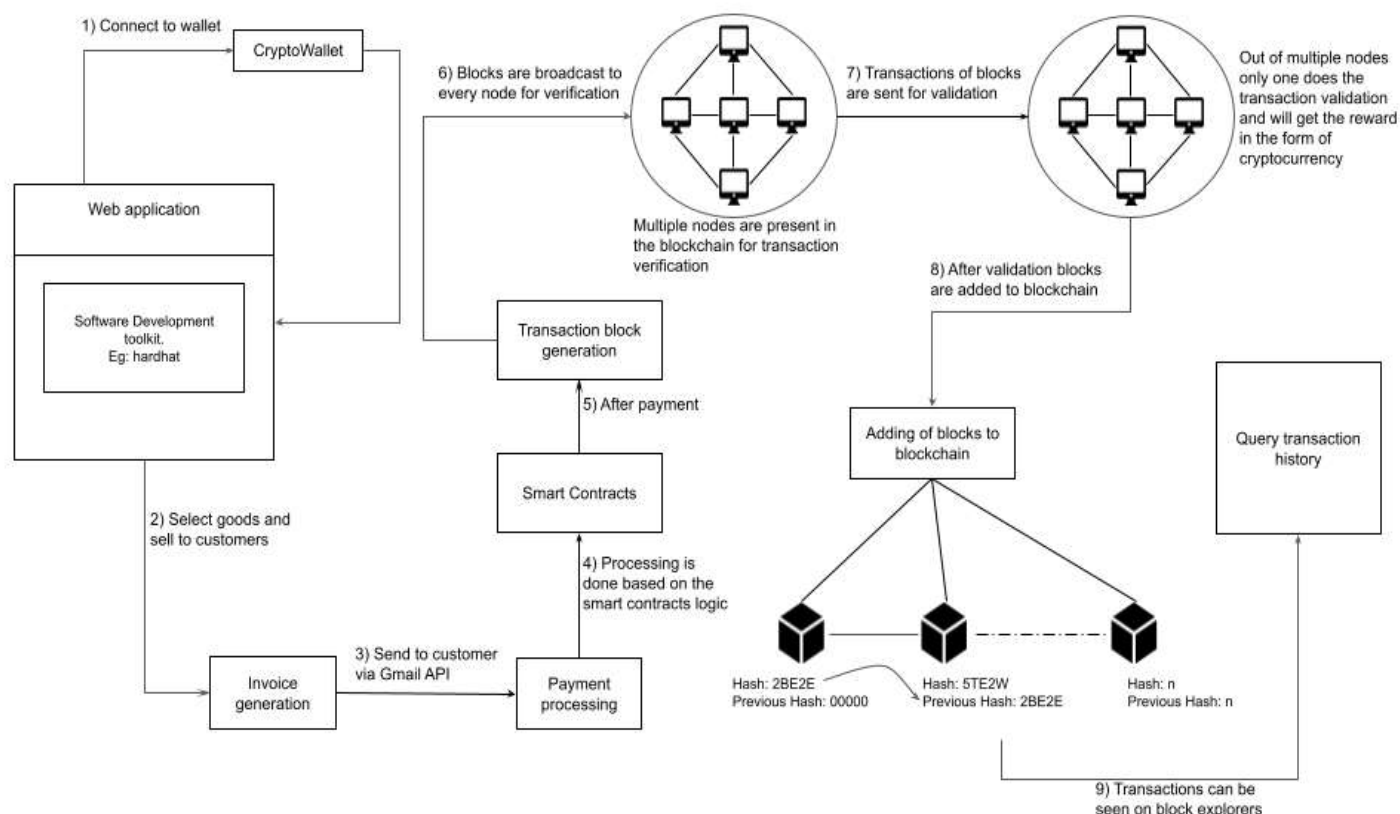 1) Connect to wallet
CryptoWallet
6) Blocks are broadcast to
every node for verification
7) Transactions of blocks
are sent for validation
Out of multiple nodes
only one does the
transaction validation
and will get the reward
in the form of
cryptocurrency
Web application
Software Development
toolkit.
Eg: hardhat
Multiple nodes are present in
the blockchain for transaction
verification
8) After validation blocks
are added to blockchain
Transaction block
generation
5) After payment
Adding of blocks to
blockchain
Query transaction
history
Smart Contracts
2) Select goods and
sell to customers
4) Processing is
done based on the
smart contracts logic
3) Send to customer
via Gmail API
Invoice
generation
Payment
processing
Hash: 2BE2E
Previous Hash: 00000
Hash: 5TE2W
Previous Hash: 2BE2E
Hash: n
Previous Hash: n
9) Transactions can be
seen on block explorers